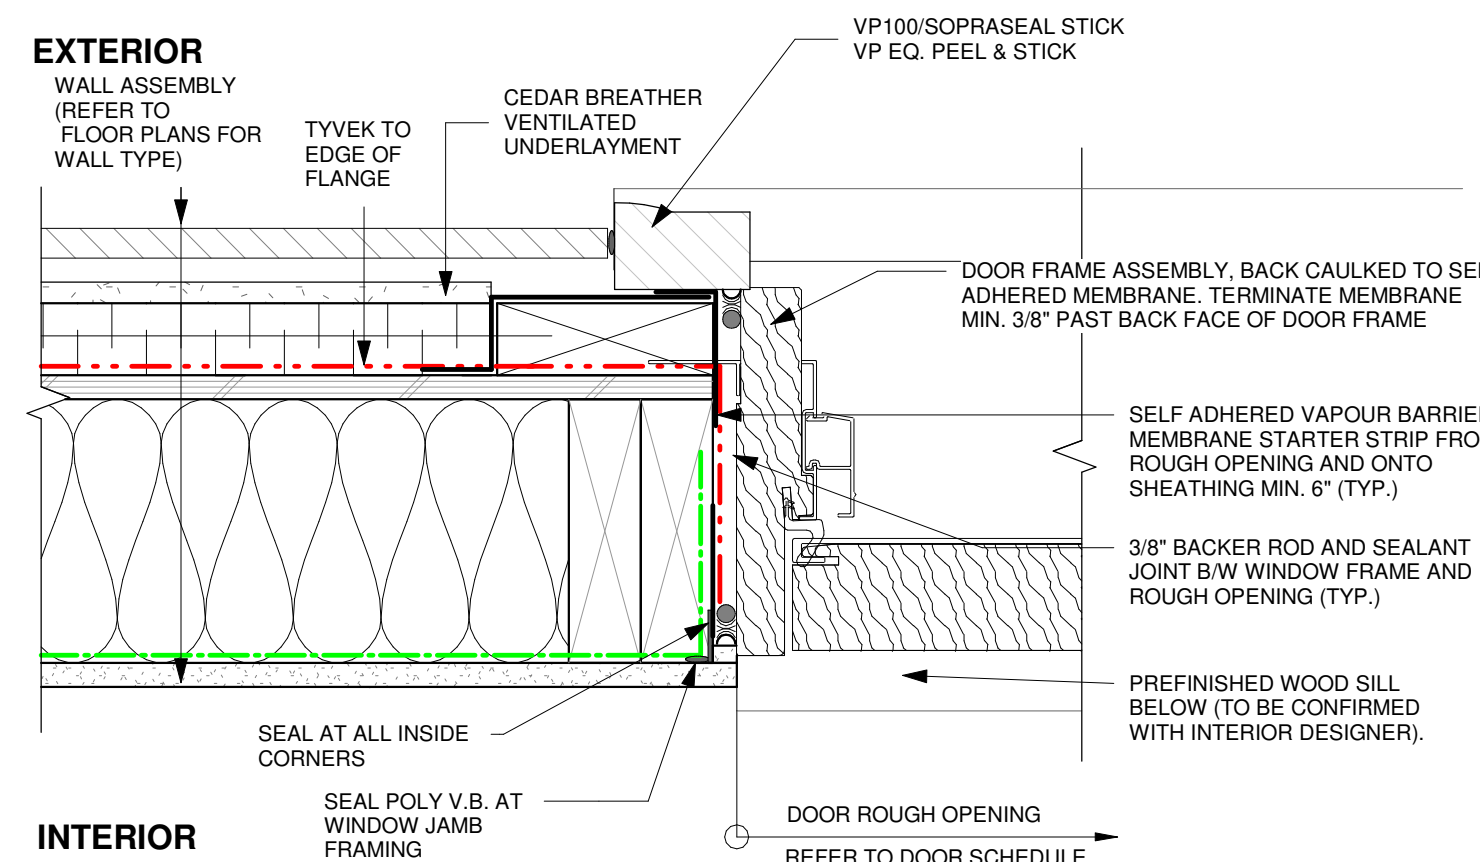 EXTERIOR
WALL ASSEMBLY
(REFER TO
FLOOR PLANS FOR
WALL TYPE)
TYVEK TO
EDGE OF
FLANGE
CEDAR BREATHER
VENTILATED
UNDERLAYMENT
VP100/SOPRASEAL STICK
VP EQ. PEEL & STICK
DOOR FRAME ASSEMBLY, BACK CAULKED TO
ADHERED MEMBRANE. TERMINATE MEMBRANE
MIN. 3/8" PAST BACK FACE OF DOOR FRAME
SELF ADHERED VAPOUR BARRIE
MEMBRANE STARTER STRIP FRO
ROUGH OPENING AND ONTO
SHEATHING MIN. 6" (TYP.)
3/8" BACKER ROD AND SEALANT
JOINT B/W WINDOW FRAME AND
ROUGH OPENING (TYP.)
PREFINISHED WOOD SILL
BELOW (TO BE CONFIRMED
WITH INTERIOR DESIGNER).
SEAL AT ALL INSIDE
CORNERS
SEAL POLY V.B. AT
WINDOW JAMB
FRAMING
INTERIOR
DOOR ROUGH OPENING
REFER TO DOOR SCHEDULE